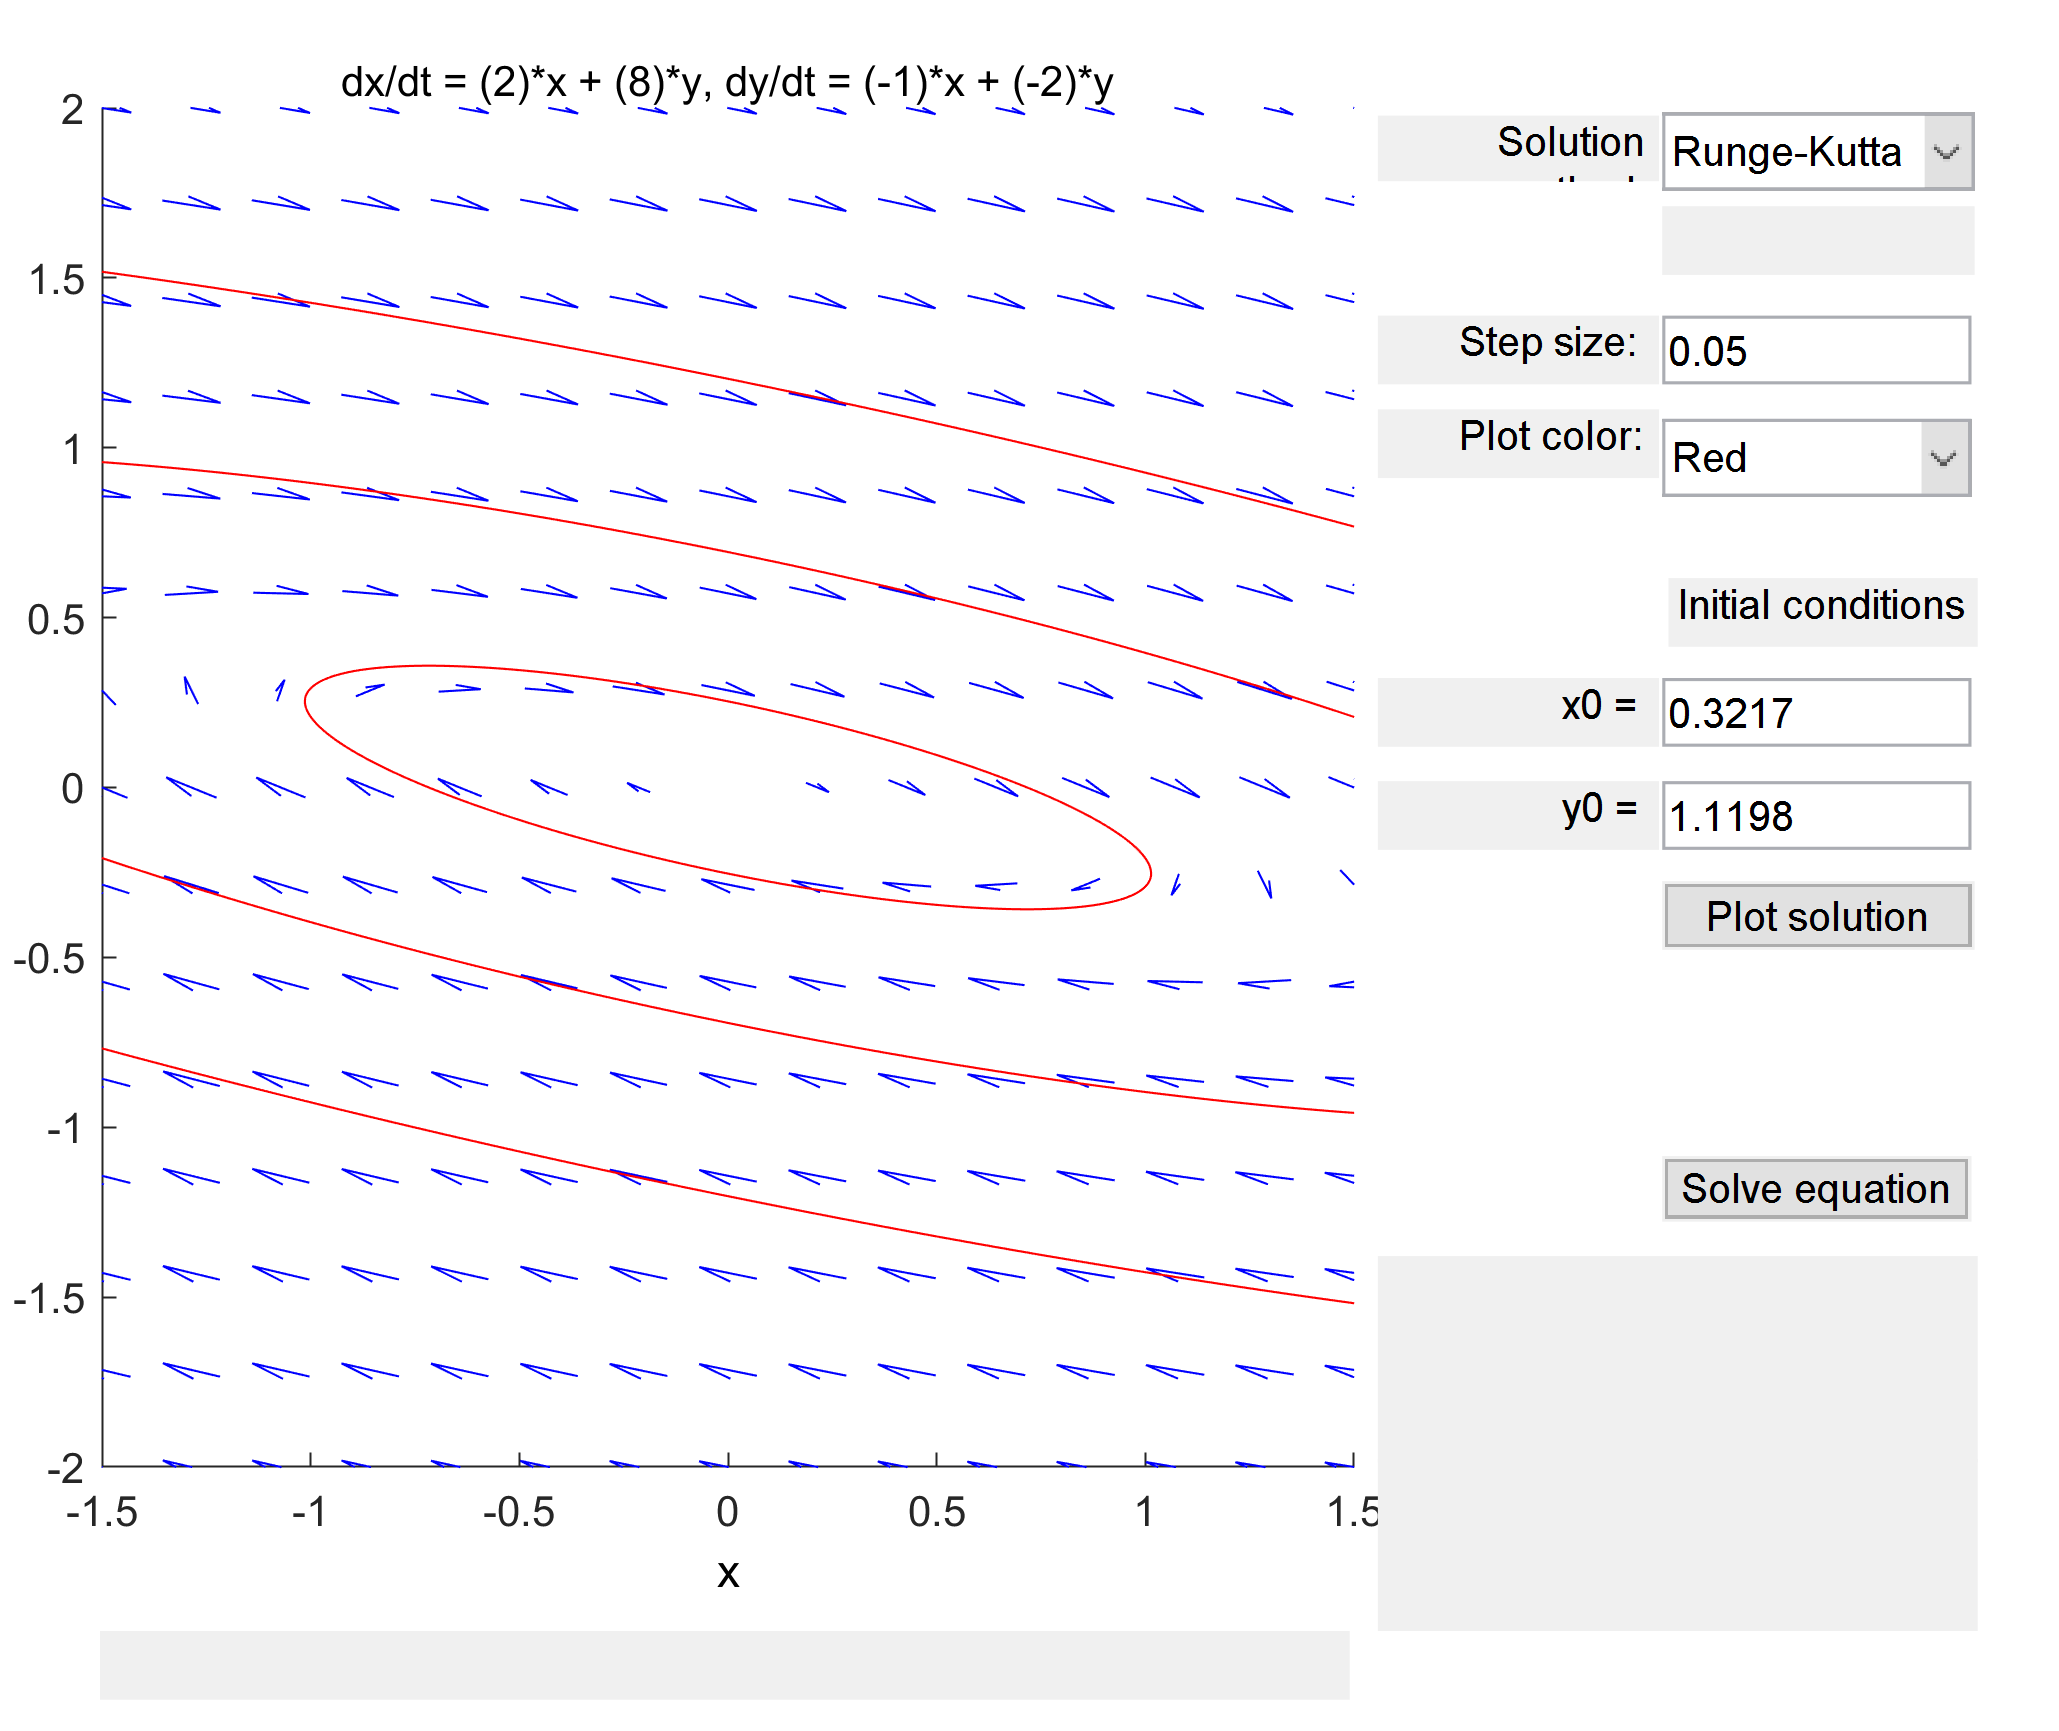 dx/dt = (2)*x + (8)*y, dy/dt = (-1)*x + (-2)*y
2
1.5
1
0.5
0
-0.5
-1
-1.5
-2
-1.5 -1 -0.5 0 0.5 1 1.5
x
Solution
Runge-Kutta
Step size: 0.05
Plot color: Red
Initial conditions
x0 = 0.3217
y0 = 1.1198
Plot solution
Solve equation